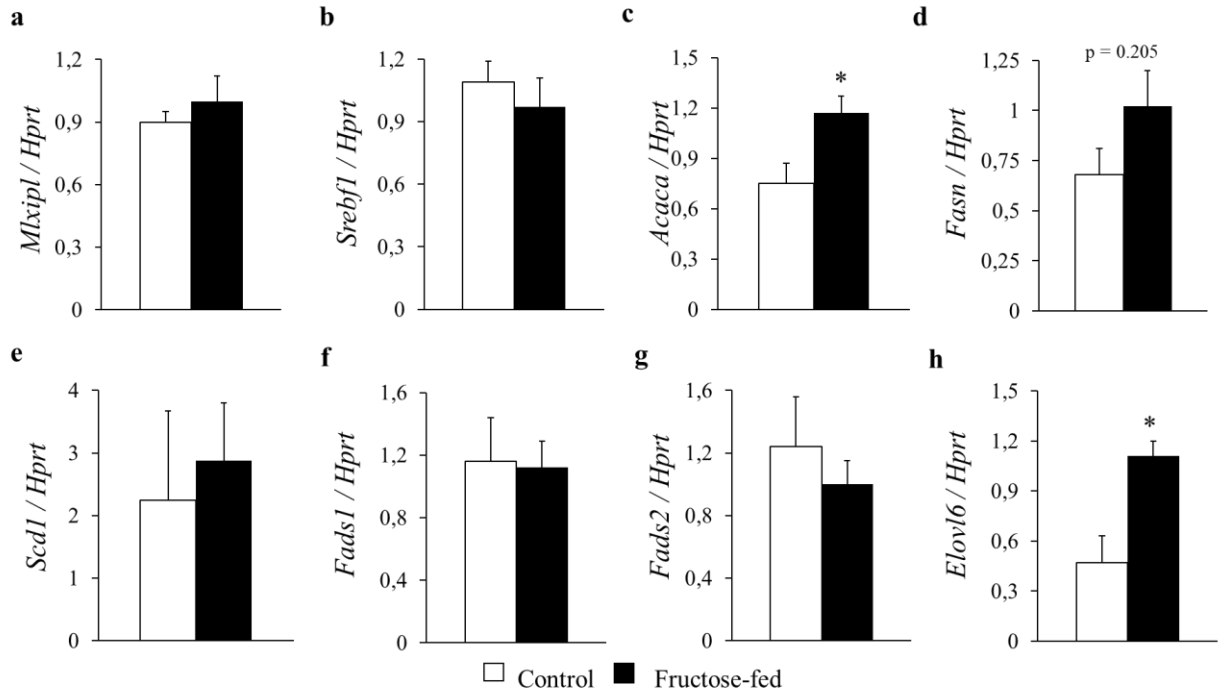 a
1,2
0,9
0,6
0,3
0
Mlxipl / Hprt
b
1,2
0,9
0,6
0,3
0
Srebf1 / Hprt
c
1,5
1,2
0,9
0,6
0,3
0
Acaca / Hprt
*
d
p = 0.205
1,25
1
0,75
0,5
0,25
0
Fasn / Hprt
e
4
3
2
1
0
Scd1 / Hprt
f
1,6
1,2
0,8
0,4
0
Fads1 / Hprt
g
1,6
1,2
0,8
0,4
0
Fads2 / Hprt
h
1,5
1,2
0,9
0,6
0,3
0
Elovl6 / Hprt
*
Control Fructose-fed